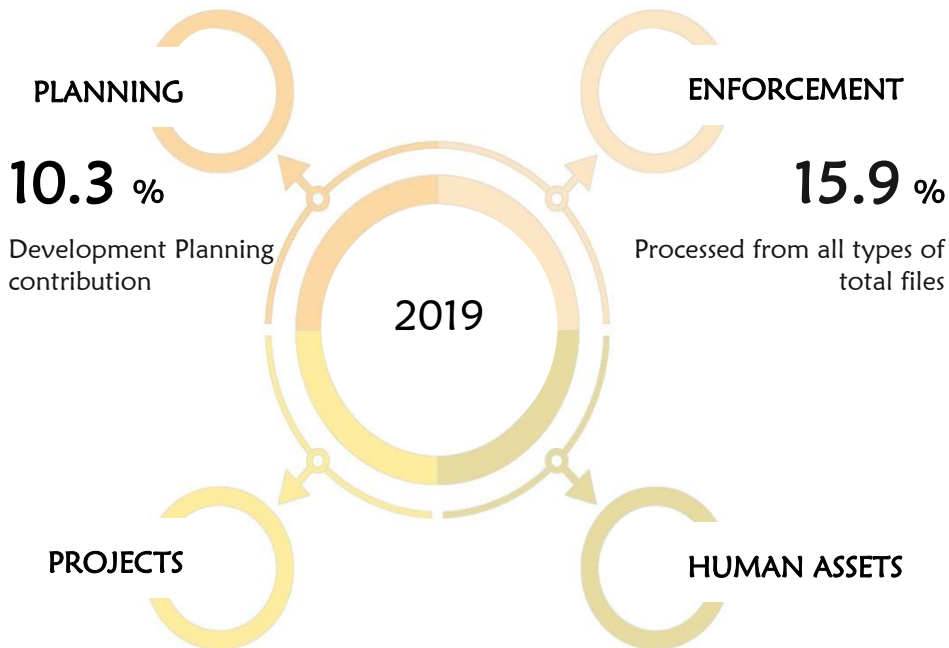 PLANNING
10.3 %
Development Planning
contribution
ENFORCEMENT
15.9 %
Processed from all types of
total files
2019
PROJECTS
HUMAN ASSETS